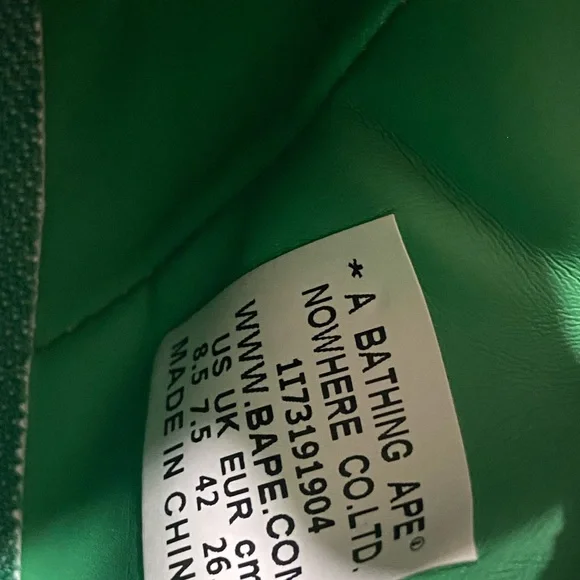 * A BATHING APE®
NOWHERE CO.LTD.
1I73191904
WWW.BAPE.COM
US UK EUR cm
8.5 7.5 42 26
MADE IN CHIN